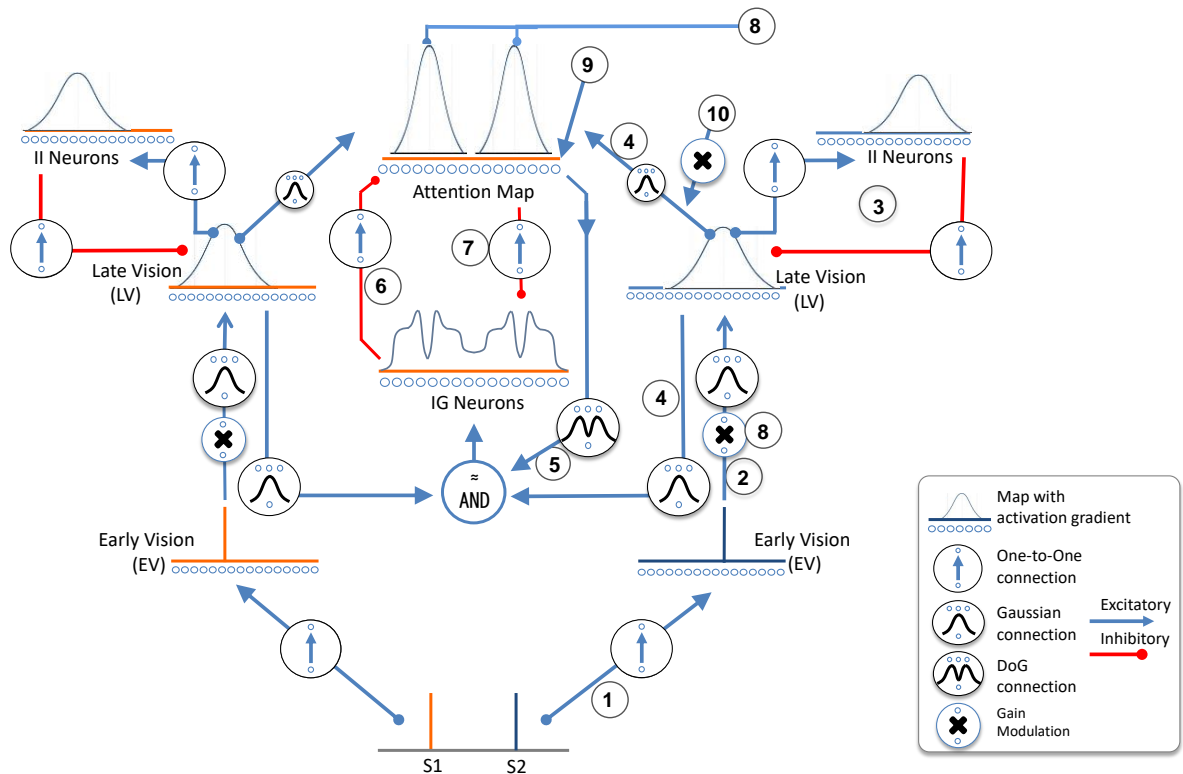 8
9
10
4
II Neurons
II Neurons
Attention Map
3
7
6
Late Vision
(LV)
Late Vision
(LV)
IG Neurons
4
8
5
2
≈
AND
Early Vision
(EV)
Early Vision
(EV)
1
S1
S2
Map with
activation gradient
One-to-One
connection
Gaussian
connection
DoG
connection
Gain
Modulation
Excitatory
Inhibitory